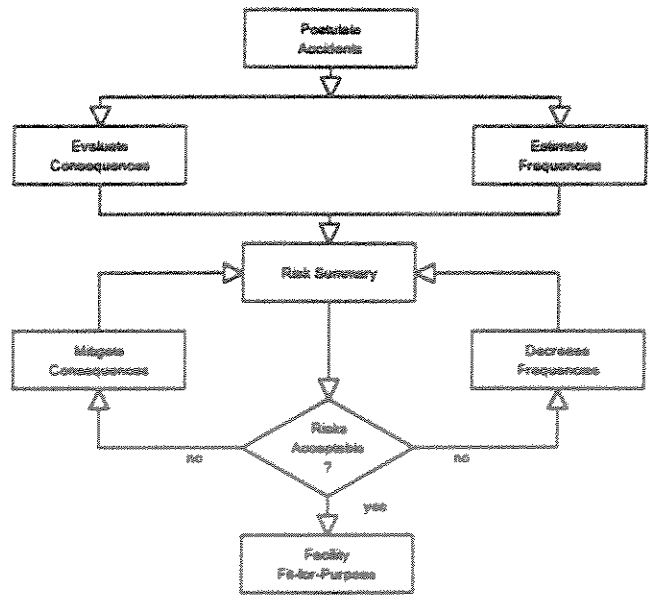 Postulate
Accidents
Evaluate
Consequences
Estimate
Frequencies
Risk Summary
Mitigate
Consequences
Decrease
Frequencies
Risks
Acceptable
?
no
no
yes
Facility
Fit-for-Purpose